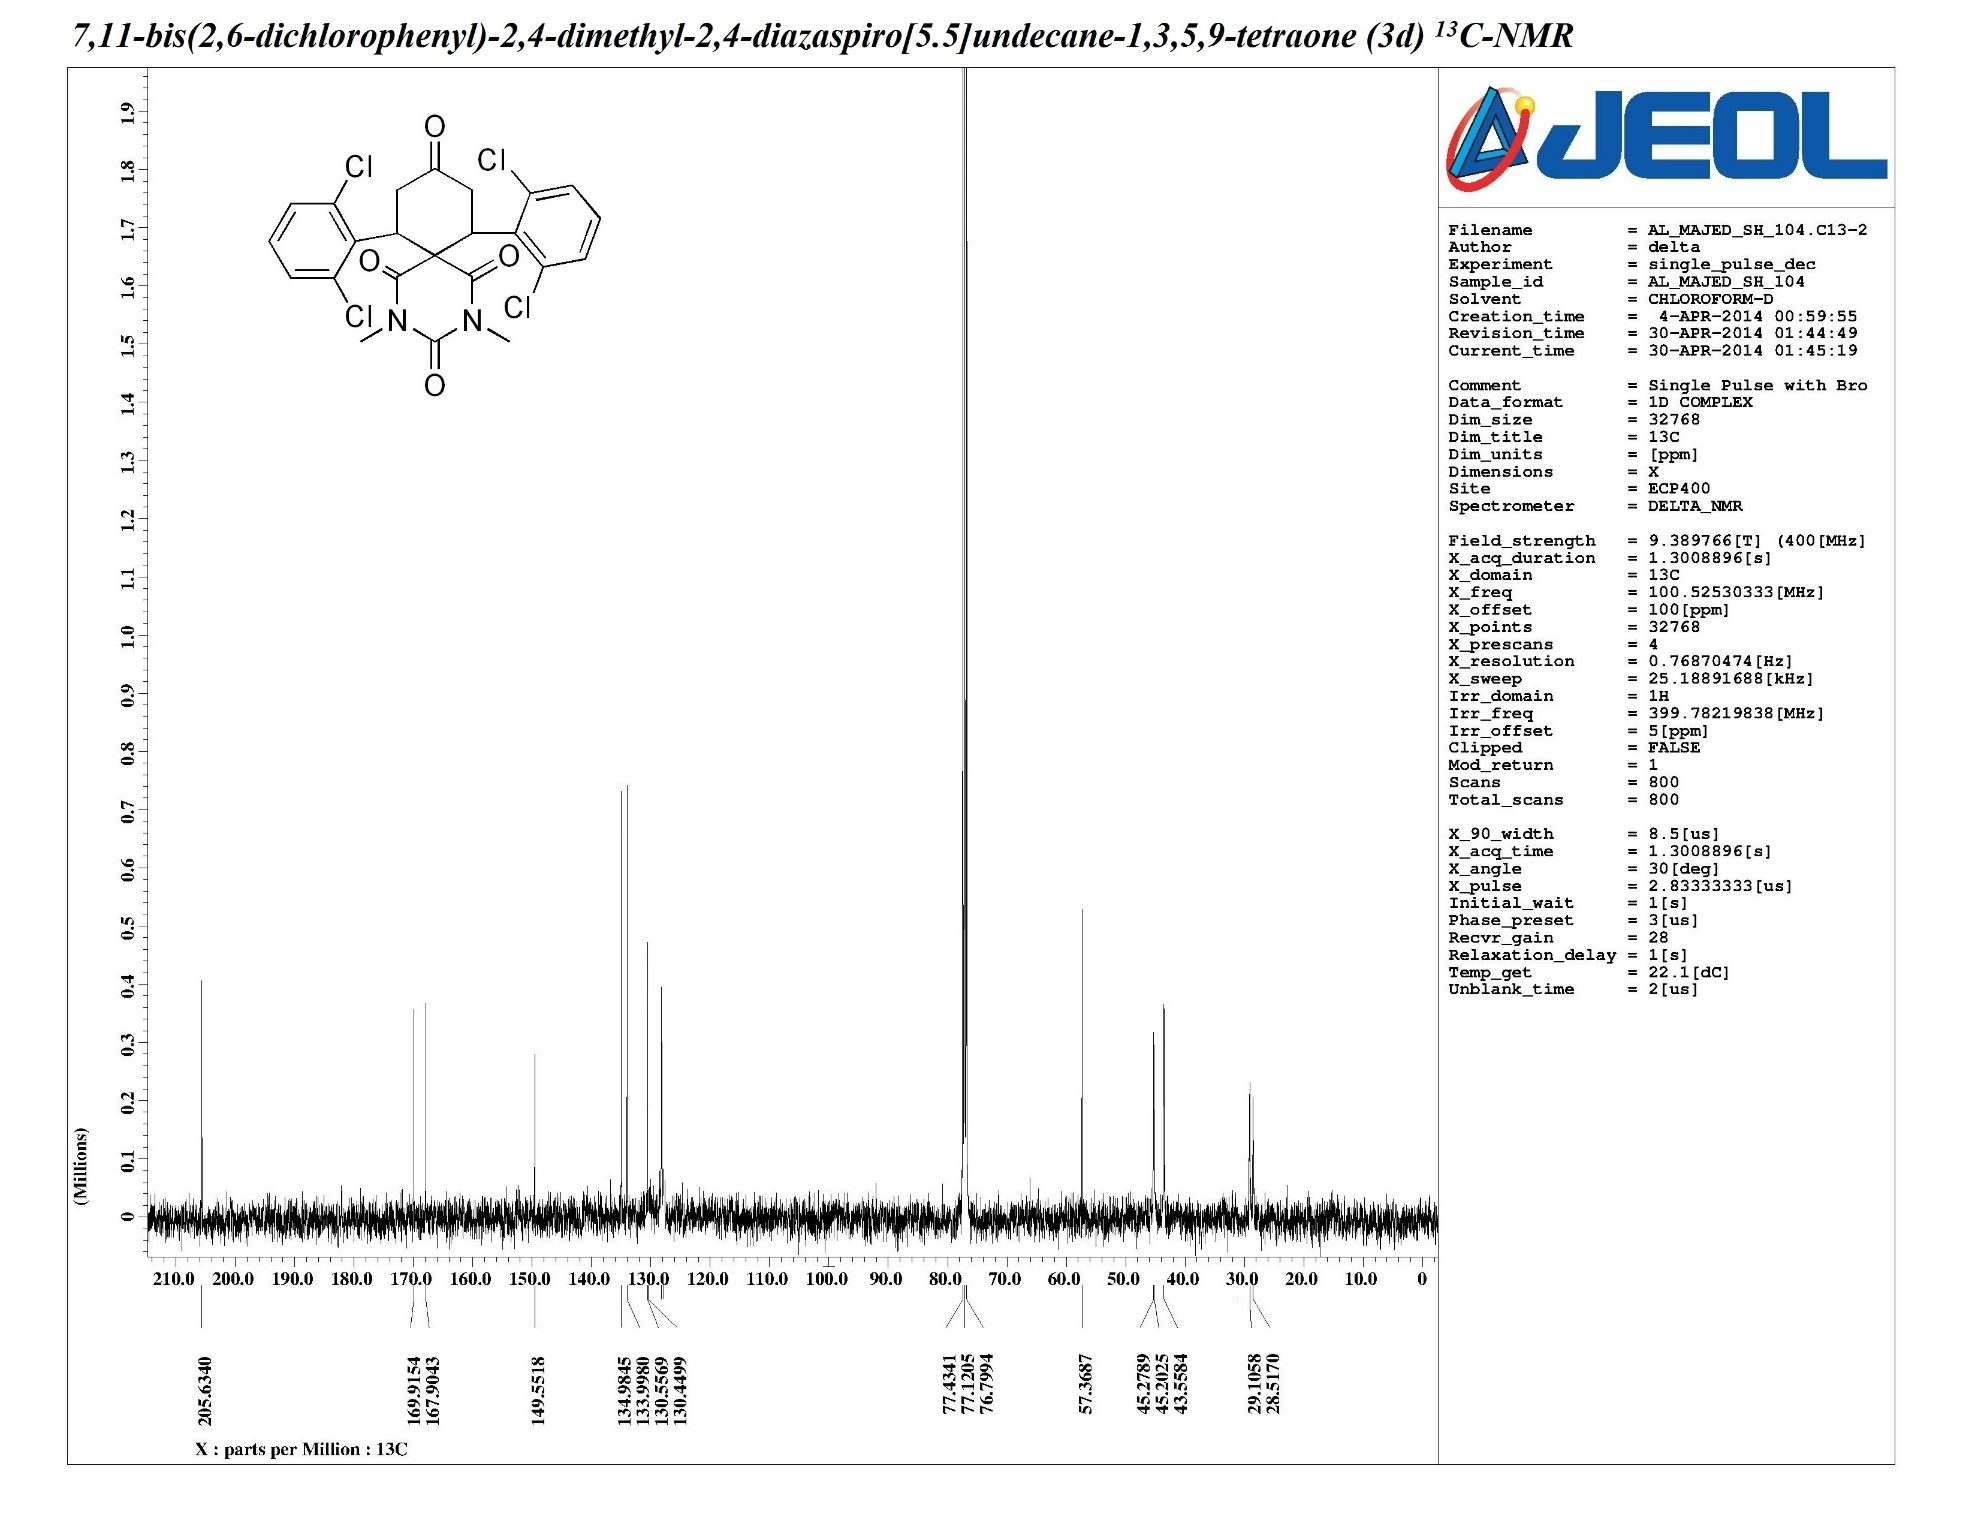 7,11-bis(2,6-dichlorophenyl)-2,4-dimethyl-2,4-diazaspiro[5.5]undecane-1,3,5,9-tetraone (3d) ¹³C-NMR
JEOL
O
Cl
Cl
O
O
Cl
Cl
N
N
O
1.9
1.8
1.7
1.6
1.5
1.4
1.3
1.2
1.1
1.0
0.9
0.8
0.7
0.6
0.5
0.4
0.3
0.2
0.1
0
(Millions)
210.0 200.0 190.0 180.0 170.0 160.0 150.0 140.0 130.0 120.0 110.0 100.0 90.0 80.0 70.0 60.0 50.0 40.0 30.0 20.0 10.0 0
205.6340
169.9154
167.9043
149.5518
134.9845
133.9980
130.5569
130.4499
77.4341
77.1205
76.7994
57.3687
45.2789
45.2025
43.5584
29.1058
28.5170
X : parts per Million : 13C
Filename = AL_MAJED_SH_104.C13-2
Author = delta
Experiment = single_pulse_dec
Sample_id = AL_MAJED_SH_104
Solvent = CHLOROFORM-D
Creation_time = 4-APR-2014 00:59:55
Revision_time = 30-APR-2014 01:44:49
Current_time = 30-APR-2014 01:45:19
Comment = Single Pulse with Bro
Data_format = 1D COMPLEX
Dim_size = 32768
Dim_title = 13C
Dim_units = [ppm]
Dimensions = X
Site = ECP400
Spectrometer = DELTA_NMR
Field_strength = 9.389766[T] (400[MHz]
X_acq_duration = 1.3008896[s]
X_domain = 13C
X_freq = 100.52530333[MHz]
X_offset = 100[ppm]
X_points = 32768
X_prescans = 4
X_resolution = 0.76870474[Hz]
X_sweep = 25.18891688[kHz]
Irr_domain = 1H
Irr_freq = 399.78219838[MHz]
Irr_offset = 5[ppm]
Clipped = FALSE
Mod_return = 1
Scans = 800
Total_scans = 800
X_90_width = 8.5[us]
X_acq_time = 1.3008896[s]
X_angle = 30[deg]
X_pulse = 2.83333333[us]
Initial_wait = 1[s]
Phase_preset = 3[us]
Recvr_gain = 28
Relaxation_delay = 1[s]
Temp_get = 22.1[dC]
Unblank_time = 2[us]